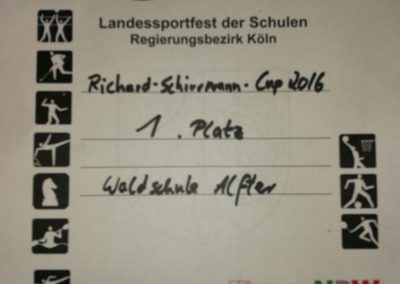 Landessportfest der Schulen
Regierungsbezirk Köln
Richard-Schirrmann-Cup 2016
1. Platz
Waldschule Alfter